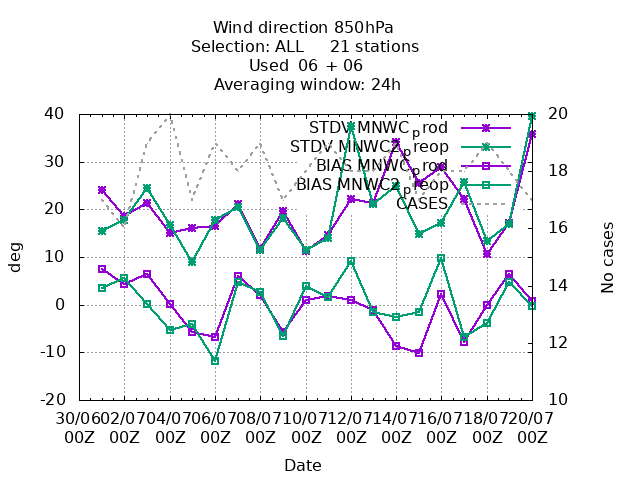 Wind direction 850hPa
Selection: ALL 21 stations
Used 06 + 06
Averaging window: 24h
40 20
STDV MNWC_prod
STDV MNWC2_preop
30 18
BIAS MNWC_prod
BIAS MNWC2_preop
CASES
20 16
10
14
0
-10 12
-20 10
deg
No cases
30/06 02/07 04/07 06/07 08/07 10/07 12/07 14/07 16/07 18/07 20/07
00Z 00Z 00Z 00Z 00Z 00Z 00Z 00Z 00Z 00Z 00Z
Date